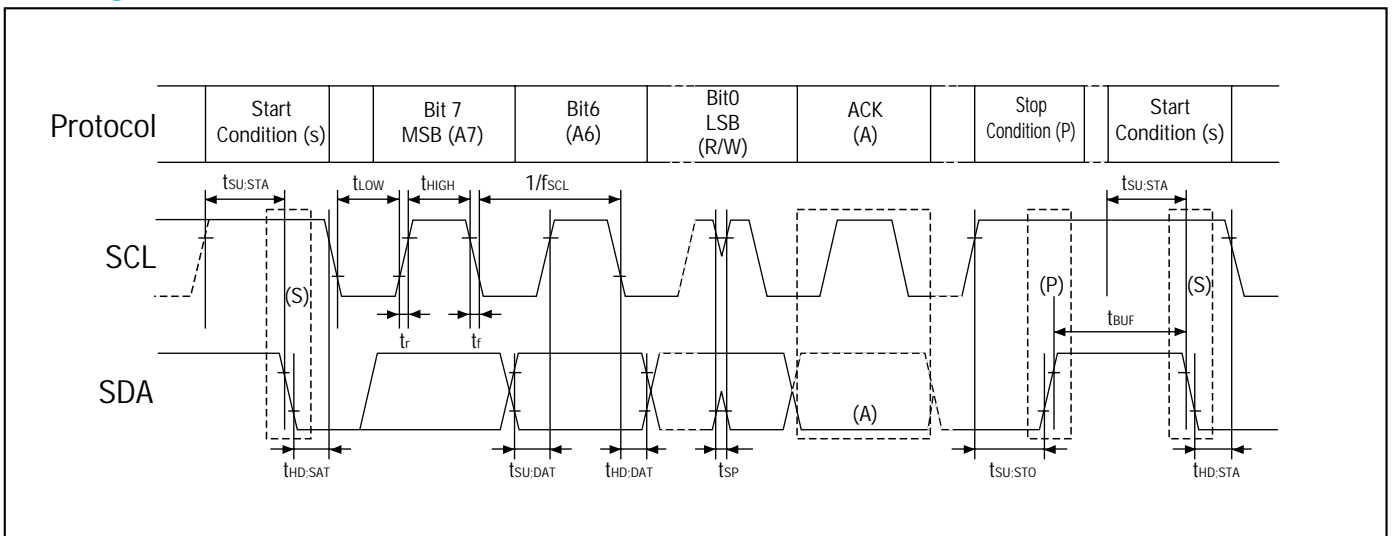 Protocol
Start
Condition (s)
Bit 7
MSB (A7)
Bit6
(A6)
Bit0
LSB
(R/W)
ACK
(A)
Stop
Condition (P)
Start
Condition (s)
tSU;STA
tLOW
tHIGH
1/fSCL
tSU;STA
SCL
(S)
(P)
(S)
tr
tf
tBUF
SDA
(A)
tHD;SAT
tSU;DAT
tHD;DAT
tSP
tSU;STO
tHD;STA